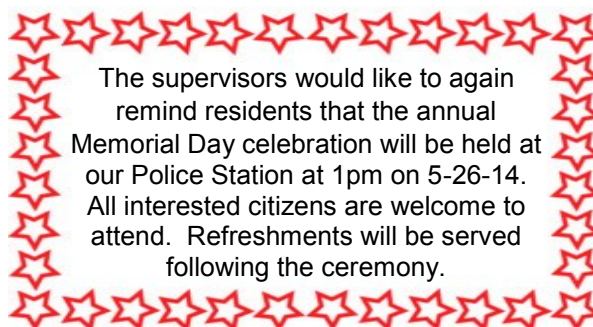 The supervisors would like to again
remind residents that the annual
Memorial Day celebration will be held at
our Police Station at 1pm on 5-26-14.
All interested citizens are welcome to
attend.  Refreshments will be served
following the ceremony.